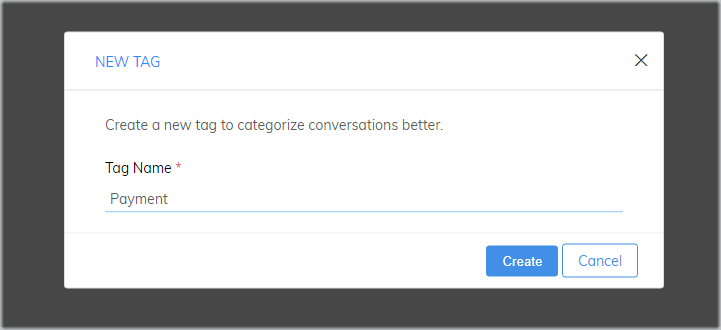 NEW TAG
Create a new tag to categorize conversations better.
Tag Name *
Payment
Create Cancel